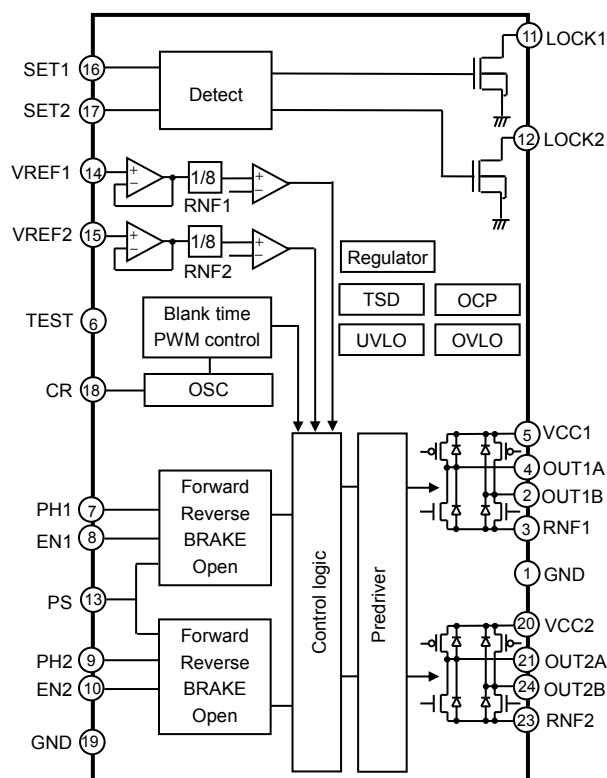 11 LOCK1
SET1 16
Detect
SET2 17
12 LOCK2
VREF1 14
+
−
1/8
+
−
RNF1
VREF2 15
+
−
1/8
+
−
RNF2
Regulator
TSD
OCP
UVLO
OVLO
TEST 6
Blank time
PWM control
CR 18
OSC
5 VCC1
4 OUT1A
2 OUT1B
3 RNF1
PH1 7
EN1 8
Forward
Reverse
BRAKE
Open
Control logic
Predriver
1 GND
PS 13
20 VCC2
21 OUT2A
24 OUT2B
23 RNF2
PH2 9
EN2 10
Forward
Reverse
BRAKE
Open
GND 19